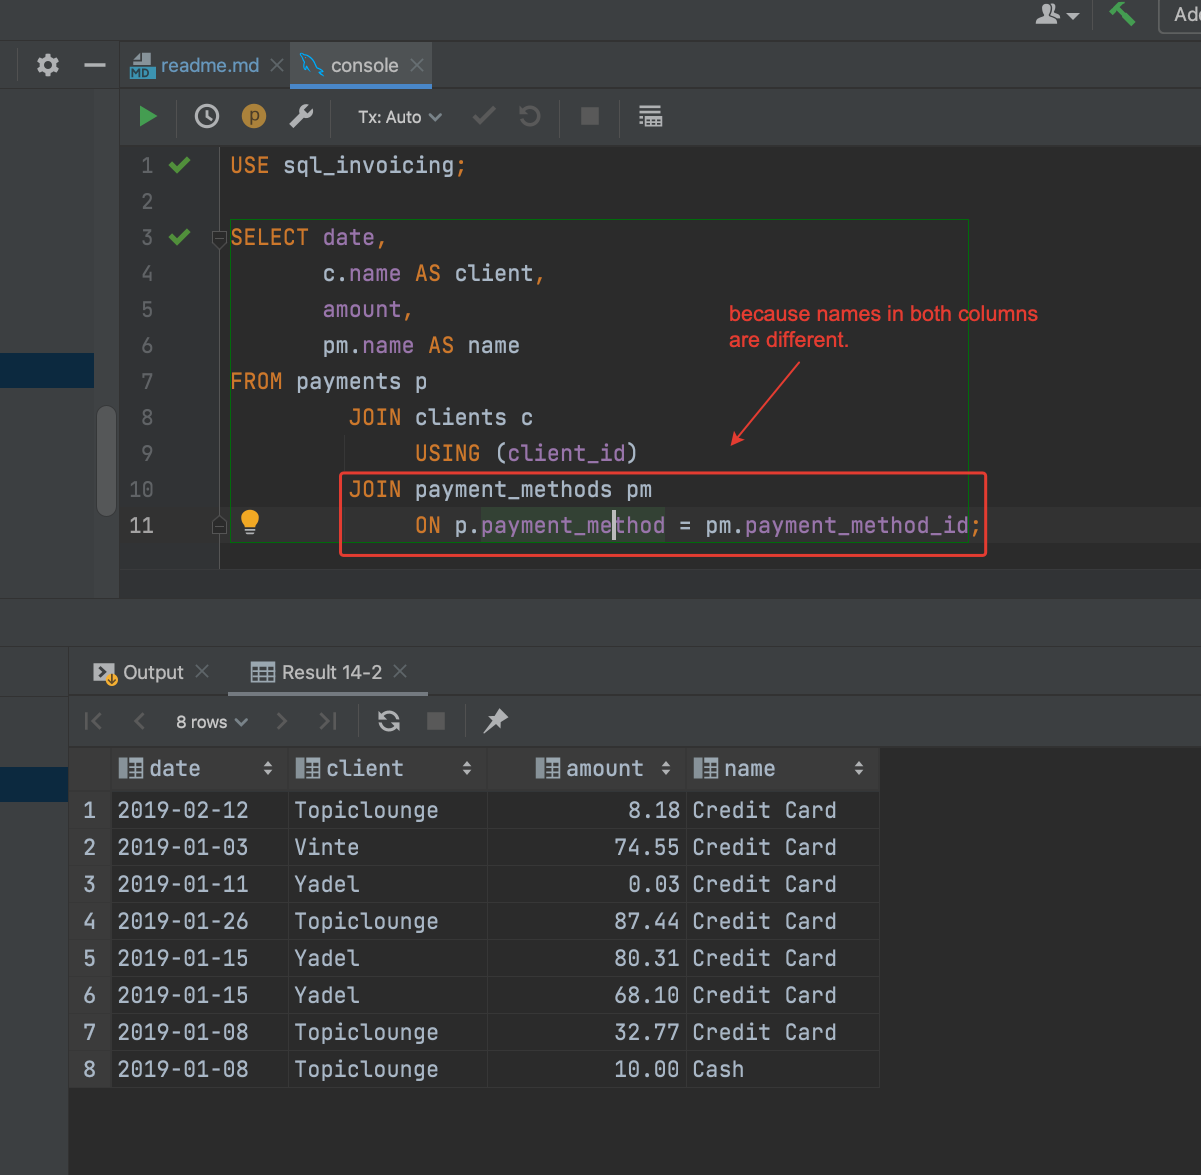 Add
MD readme.md console
p Tx: Auto
1 USE sql_invoicing;
2
3 SELECT date,
4 c.name AS client,
5 amount,
because names in both columns
are different.
6 pm.name AS name
7 FROM payments p
8 JOIN clients c
9 USING (client_id)
10 JOIN payment_methods pm
11 ON p.payment_method = pm.payment_method_id;
Output Result 14-2
8 rows
date client amount name
1 2019-02-12 Topiclounge 8.18 Credit Card
2 2019-01-03 Vinte 74.55 Credit Card
3 2019-01-11 Yadel 0.03 Credit Card
4 2019-01-26 Topiclounge 87.44 Credit Card
5 2019-01-15 Yadel 80.31 Credit Card
6 2019-01-15 Yadel 68.10 Credit Card
7 2019-01-08 Topiclounge 32.77 Credit Card
8 2019-01-08 Topiclounge 10.00 Cash